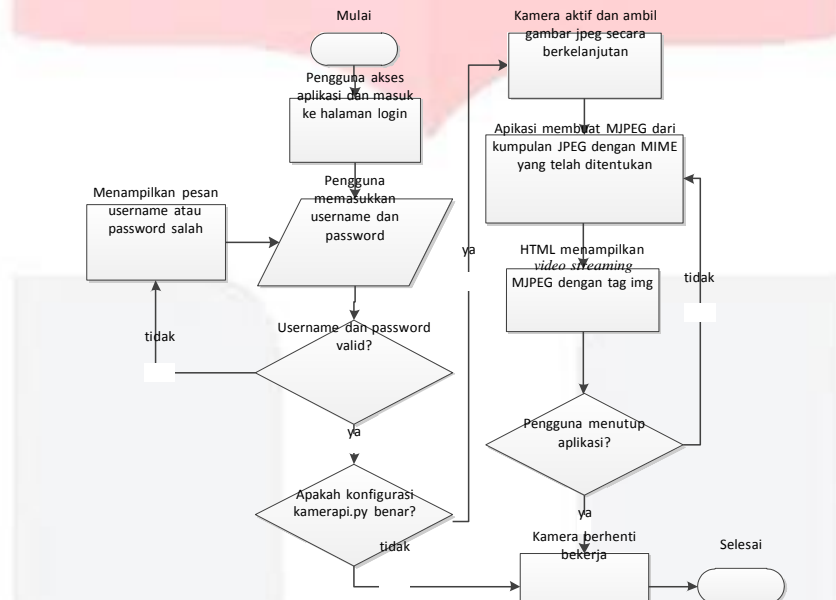 Mulai
Pengguna akses
aplikasi dan masuk
ke halaman login
Pengguna
memasukkan
username dan
password
Menampilkan pesan
username atau
password salah
tidak
Username dan password
valid?
ya
Apakah konfigurasi
kamerapi.py benar?
tidak
ya
Kamera aktif dan ambil
gambar jpeg secara
berkelanjutan
Apikasi membuat MJPEG dari
kumpulan JPEG dengan MIME
yang telah ditentukan
HTML menampilkan
video streaming
MJPEG dengan tag img
tidak
Pengguna menutup
aplikasi?
ya
Kamera berhenti
bekerja
Selesai